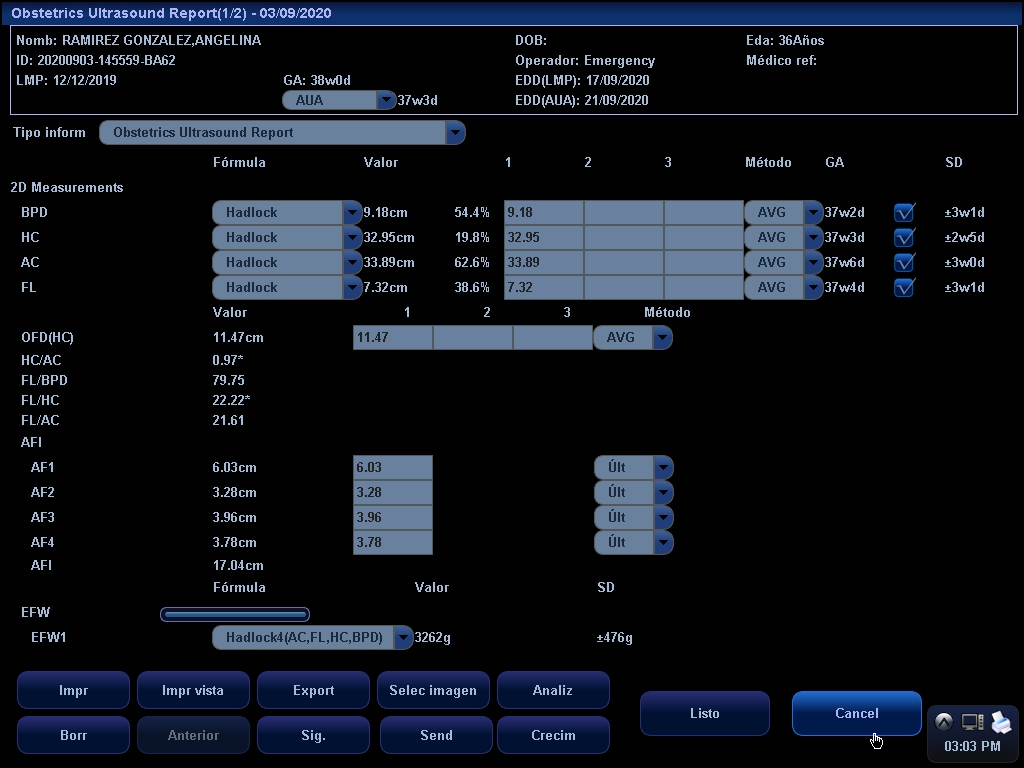 Obstetrics Ultrasound Report(1/2) - 03/09/2020
Nomb: RAMIREZ GONZALEZ,ANGELINA DOB: Eda: 36Años
ID: 20200903-145559-BA62 Operador: Emergency Médico ref:
LMP: 12/12/2019 GA: 38w0d EDD(LMP): 17/09/2020
AUA 37w3d EDD(AUA): 21/09/2020
Tipo inform Obstetrics Ultrasound Report
Fórmula Valor 1 2 3 Método GA SD
2D Measurements
BPD Hadlock 9.18cm 54.4% 9.18 AVG 37w2d ±3w1d
HC Hadlock 32.95cm 19.8% 32.95 AVG 37w3d ±2w5d
AC Hadlock 33.89cm 62.6% 33.89 AVG 37w6d ±3w0d
FL Hadlock 7.32cm 38.6% 7.32 AVG 37w4d ±3w1d
Valor 1 2 3 Método
OFD(HC) 11.47cm 11.47 AVG
HC/AC 0.97*
FL/BPD 79.75
FL/HC 22.22*
FL/AC 21.61
AFI
AF1 6.03cm 6.03 Últ
AF2 3.28cm 3.28 Últ
AF3 3.96cm 3.96 Últ
AF4 3.78cm 3.78 Últ
AFI 17.04cm
Fórmula Valor SD
EFW
EFW1 Hadlock4(AC,FL,HC,BPD) 3262g ±476g
Impr Impr vista Export Selec imagen Analiz
Listo Cancel
Borr Anterior Sig. Send Crecim
03:03 PM